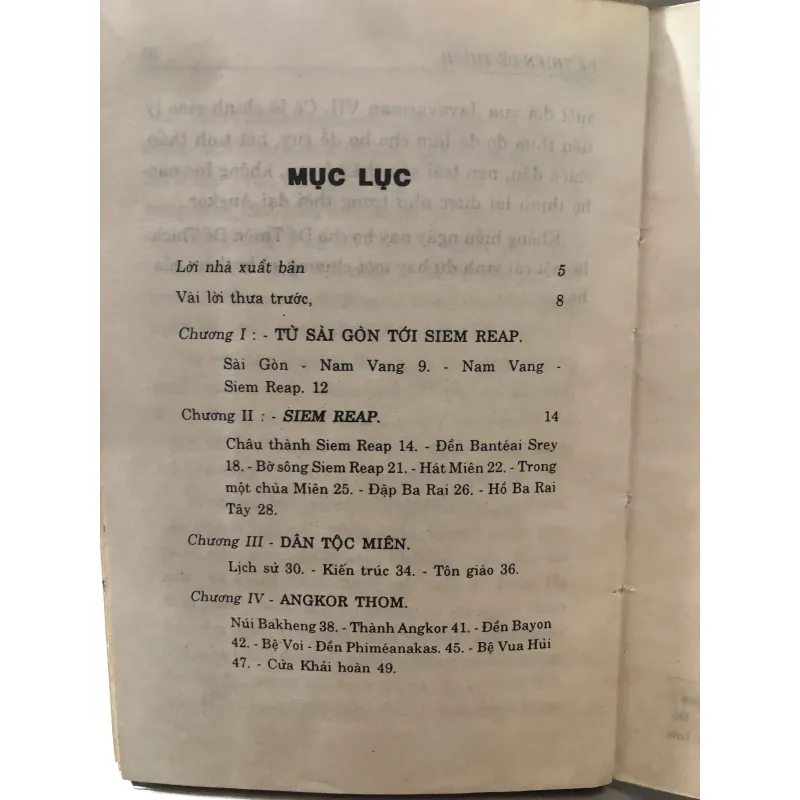 MỤC LỤC
Lời nhà xuất bản 5
Vài lời thưa trước, 8
Chương I : - TỪ SÀI GÒN TỚI SIEM REAP.
Sài Gòn - Nam Vang 9. - Nam Vang -
Siem Reap. 12
Chương II : - SIEM REAP. 14
Châu thành Siem Reap 14. - Đền Bantéai Srey
18. - Bờ sông Siem Reap 21. - Hát Miên 22. - Trong
một chùa Miên 25. - Đập Ba Rai 26. - Hồ Ba Rai
Tây 28.
Chương III - DÂN TỘC MIÊN.
Lịch sử 30. - Kiến trúc 34. - Tôn giáo 36.
Chương IV - ANGKOR THOM.
Núi Bakheng 38. - Thành Angkor 41. - Đền Bayon
42. - Bệ Voi - Đền Phiméanakas. 45. - Bệ Vua Hủi
47. - Cửa Khải hoàn 49.